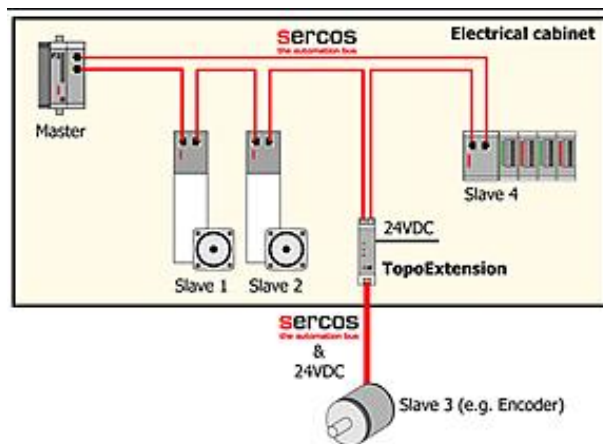 sercos
the automation bus
Electrical cabinet
Master
Slave 1
Slave 2
Slave 4
24VDC
TopoExtension
sercos
the automation bus
&
24VDC
Slave 3 (e.g. Encoder)